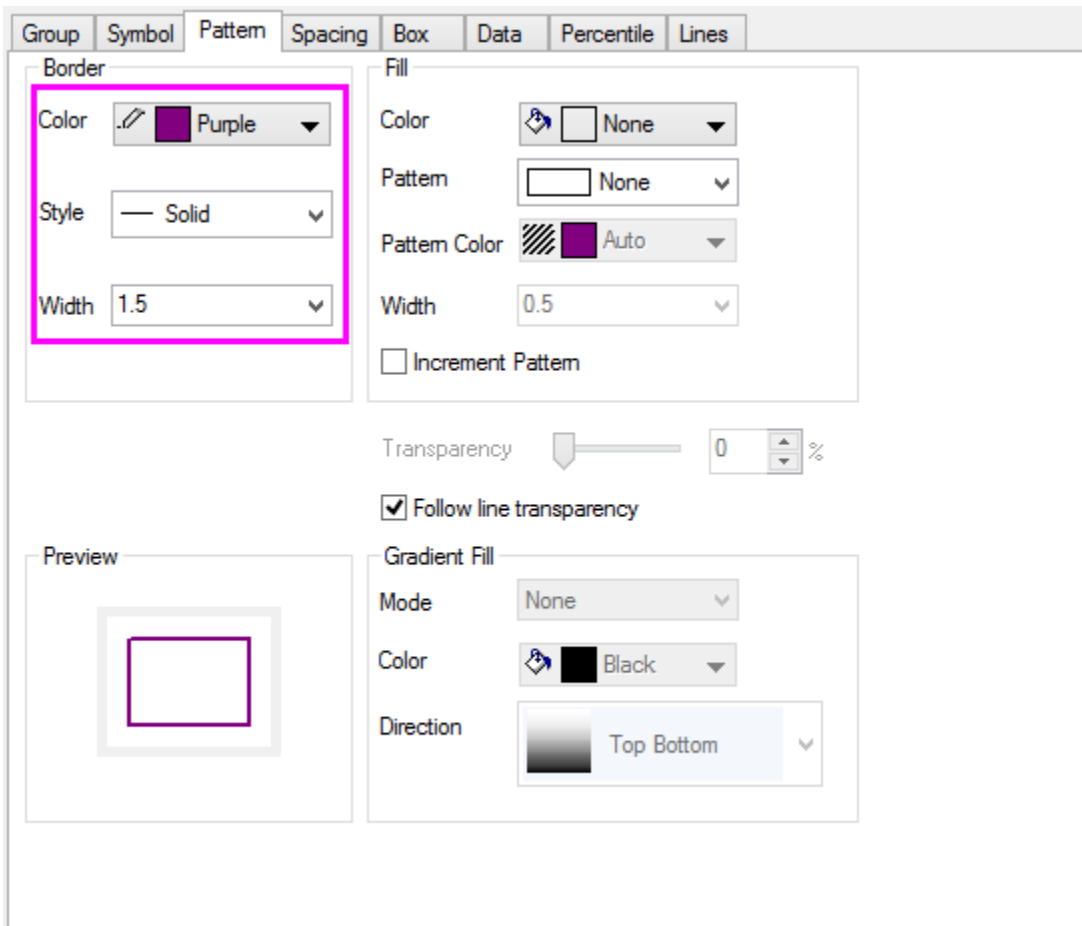 Group Symbol Pattern Spacing Box Data Percentile Lines
Border
Color Purple
Style Solid
Width 1.5
Fill
Color None
Pattern None
Pattern Color Auto
Width 0.5
Increment Pattern
Transparency 0 %
Follow line transparency
Preview
Gradient Fill
Mode None
Color Black
Direction Top Bottom